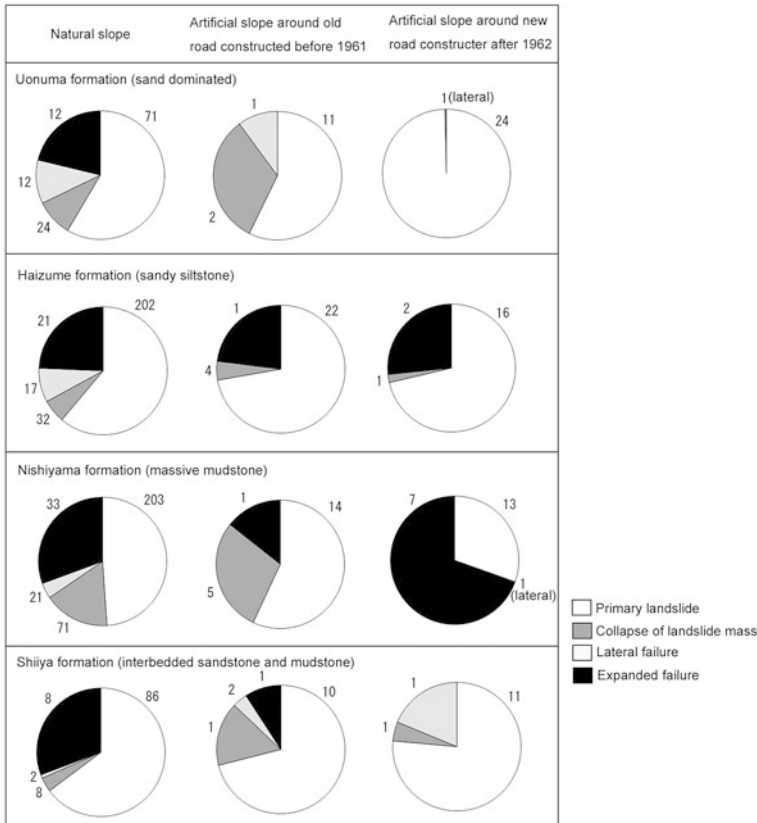 Natural slope
Artificial slope around old
road constructed before 1961
Artificial slope around new
road constructer after 1962
Uonuma formation (sand dominated)
12
71
12
24
1
11
2
1(lateral)
24
Haizume formation (sandy siltstone)
21
202
17
32
1
22
4
2
16
1
Nishiyama formation (massive mudstone)
33
203
21
71
1
14
5
7
13
1
(lateral)
Primary landslide
Collapse of landslide mass
Lateral failure
Expanded failure
Shiiya formation (interbedded sandstone and mudstone)
8
86
2
8
1
2
10
1
1
11
1